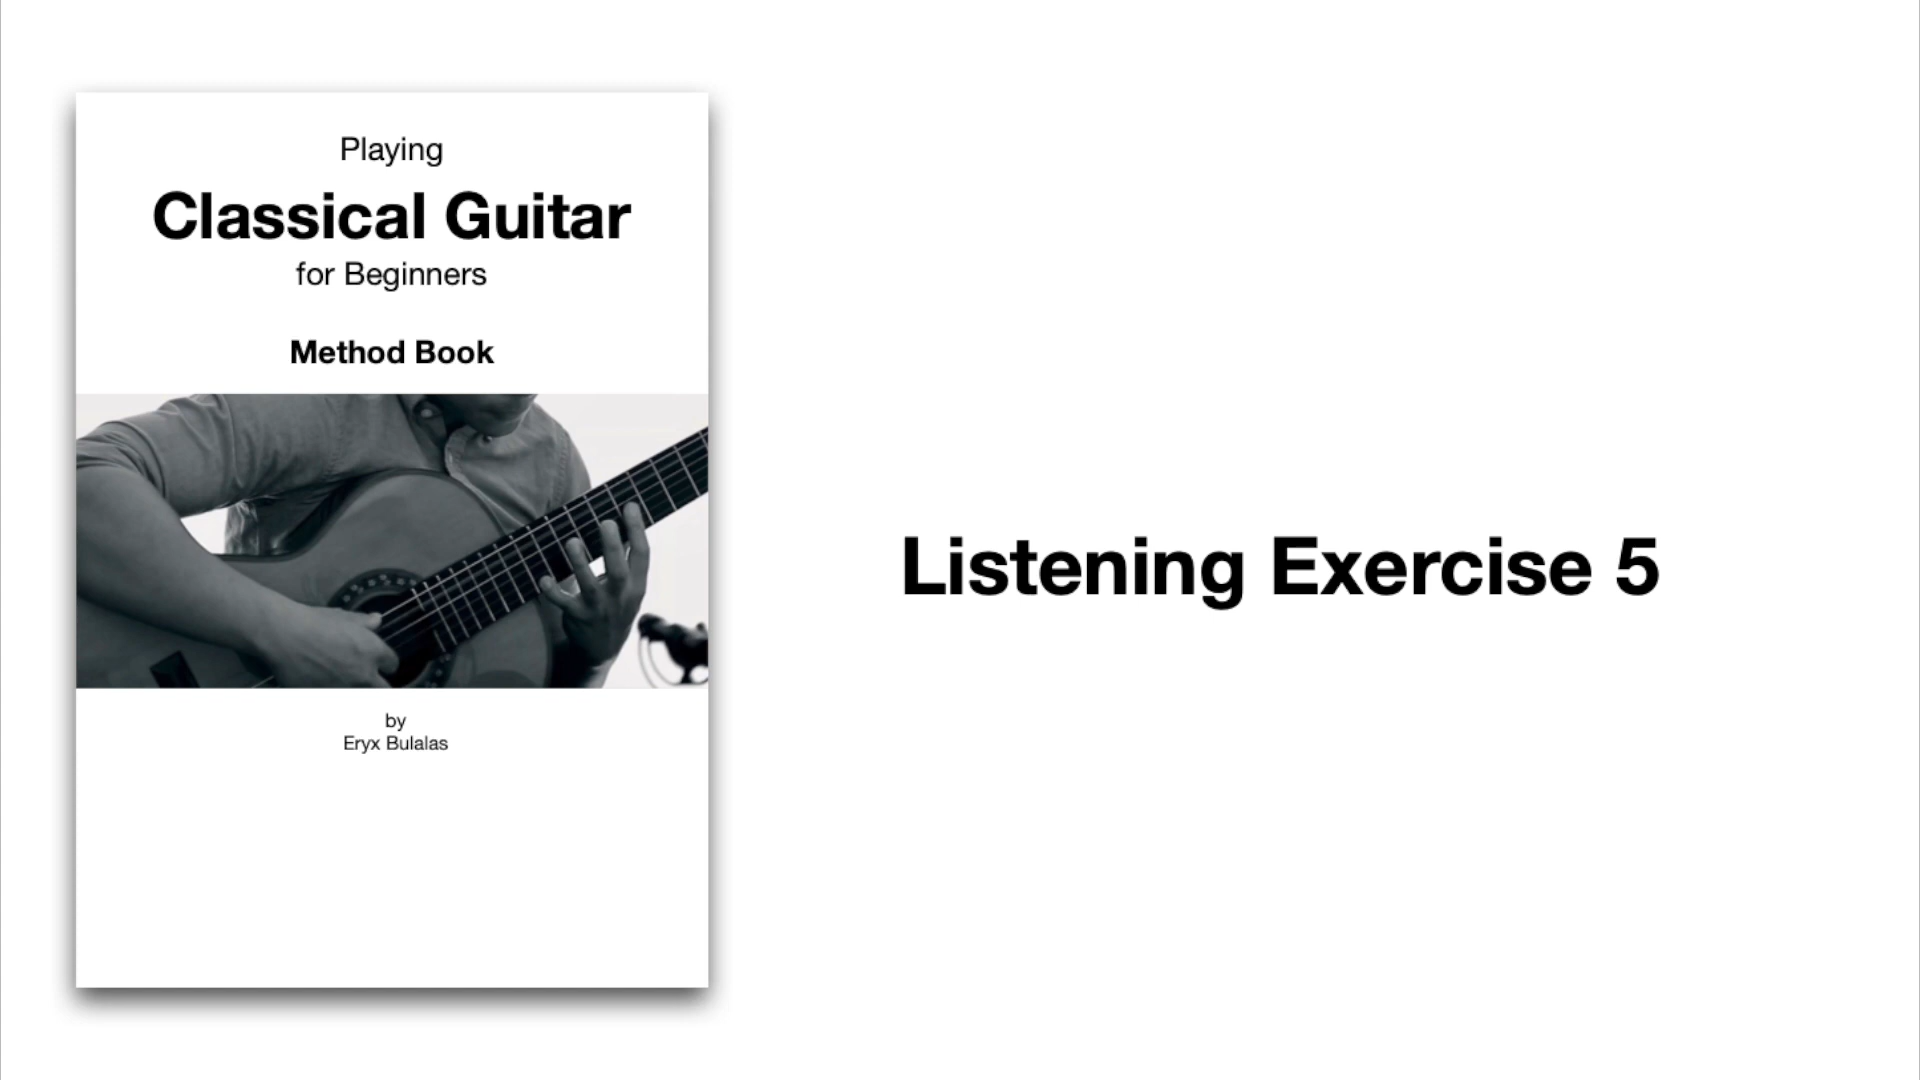 Playing
Classical Guitar
for Beginners
Method Book
by
Eryx Bulalas
Listening Exercise 5